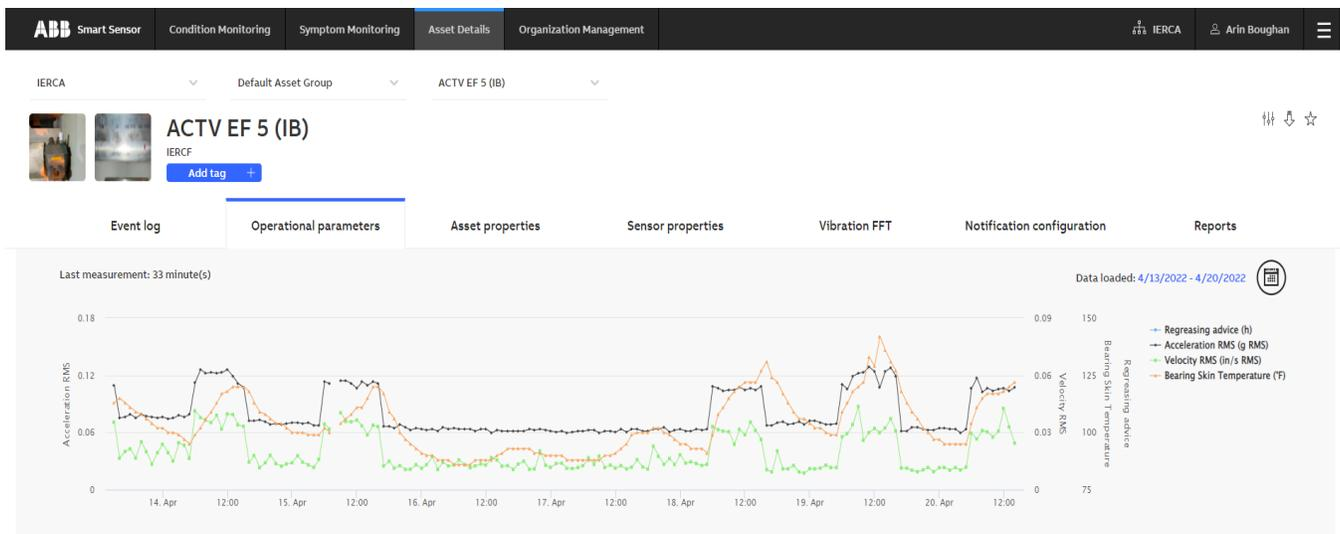 ABB Smart Sensor Condition Monitoring Symptom Monitoring Asset Details Organization Management IERCA Arin Boughan
IERCA Default Asset Group ACTV EF 5 (IB)
ACTV EF 5 (IB)
IERCF
Add tag +
Event log Operational parameters Asset properties Sensor properties Vibration FFT Notification configuration Reports
Last measurement: 33 minute(s)
Data loaded: 4/13/2022 - 4/20/2022
0.18
0.12
0.06
0
Acceleration RMS
0.09
0.06
0.03
0
Velocity RMS
150
125
100
75
Bearing Skin Temperature
Regreasing advice
Regreasing advice (h)
Acceleration RMS (g RMS)
Velocity RMS (in/s RMS)
Bearing Skin Temperature (°F)
14. Apr 12:00 15. Apr 12:00 16. Apr 12:00 17. Apr 12:00 18. Apr 12:00 19. Apr 12:00 20. Apr 12:00